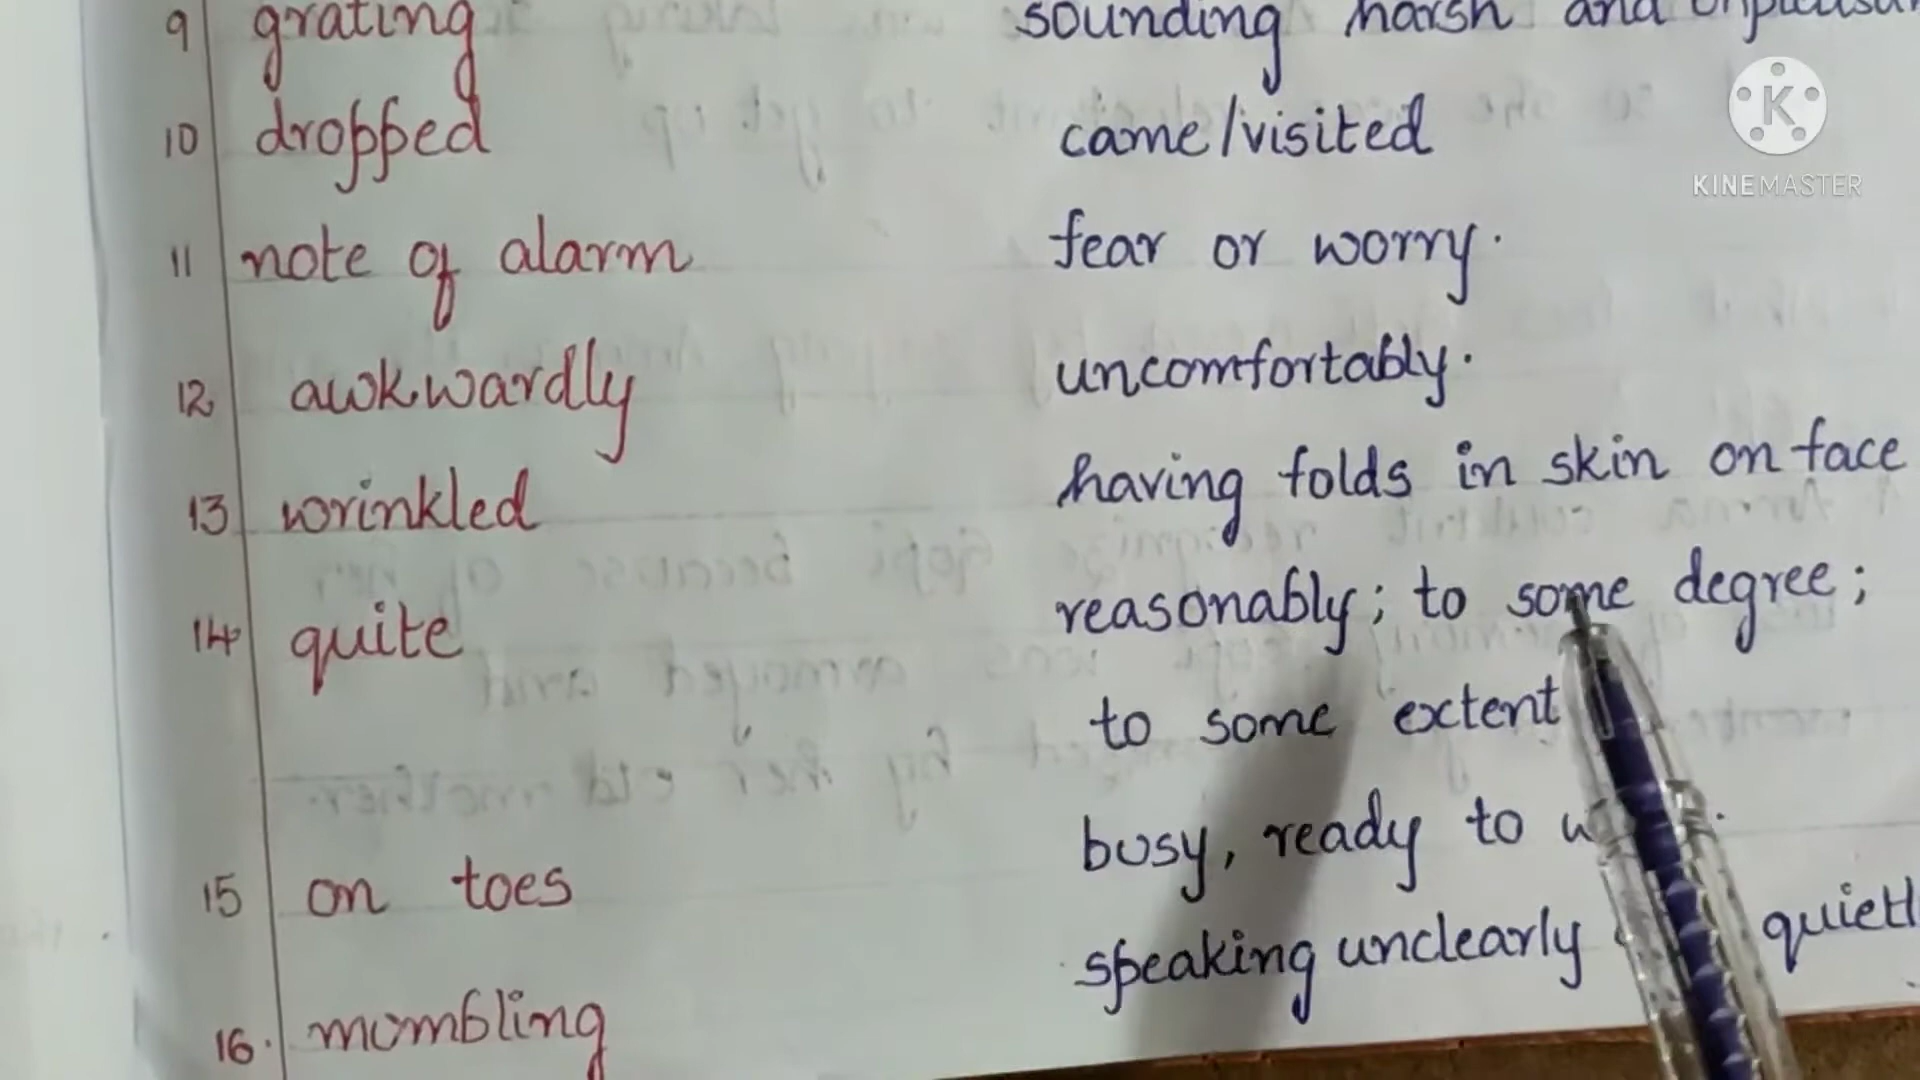 9 grating sounding harsh and
10 dropped came/visited
11 note of alarm fear or worry.
12 awkwardly uncomfortably.
13 wrinkled having folds in skin on face
14 quite reasonably; to some degree;
to some extent
15 on toes busy, ready to
16. mumbling speaking unclearly
KINEMASTER